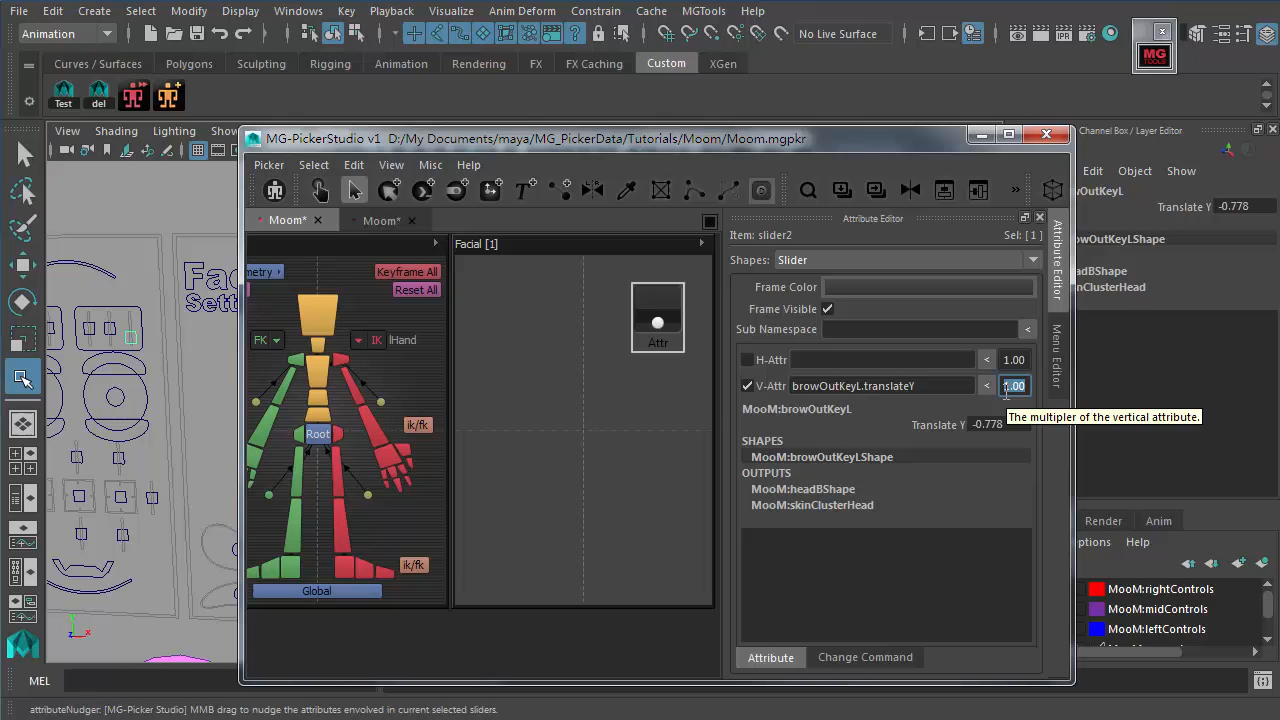 File Edit Create Select Modify Display Windows Key Playback Visualize Anim Deform Constrain Cache MGTools Help
Animation No Live Surface
MG TOOLS
Curves / Surfaces Polygons Sculpting Rigging Animation Rendering FX FX Caching Custom XGen
Test del
View Shading Lighting Show
MG-PickerStudio v1 D:/My Documents/maya/MG_PickerData/Tutorials/Moom/Moom.mgpkr
Channel Box / Layer Editor
Picker Select Edit View Misc Help
Edit Object Show
Moom* Moom*
Attribute Editor
Item: slider2 Sel: [ 1 ]
Shapes: Slider
Facial [1]
Keyframe All
Reset All
FK IK lHand
ik/fk
Root
ik/fk
Global
Attr
Frame Color
Frame Visible
Sub Namespace <
H-Attr < 1.00
V-Attr browOutKeyL.translateY < 1.00
The multipler of the vertical attribute.
MooM:browOutKeyL
Translate Y -0.778
SHAPES
MooM:browOutKeyLShape
OUTPUTS
MooM:headBShape
MooM:skinClusterHead
Attribute Change Command
Attribute Editor
Menu Editor
Translate Y -0.778
Render Anim
Help
MooM:rightControls
MooM:midControls
MooM:leftControls
MEL
attributeNudger: [MG-Picker Studio] MMB drag to nudge the attributes envolved in current selected sliders.